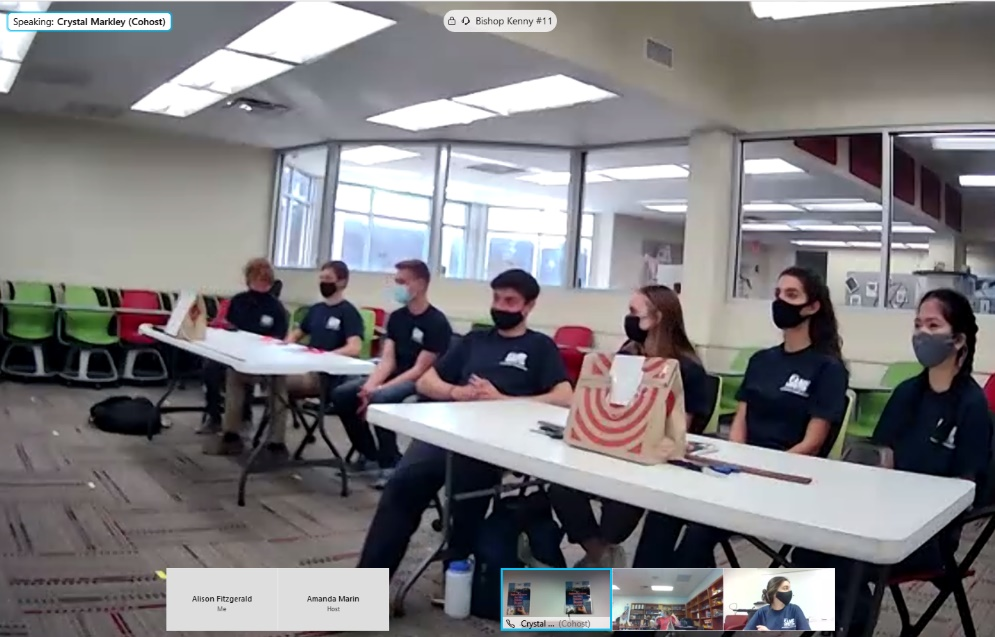 Speaking: Crystal Markley (Cohost)
Bishop Kenny #11
Alison Fitzgerald
Me
Amanda Marin
Host
Crystal ... (Cohost)